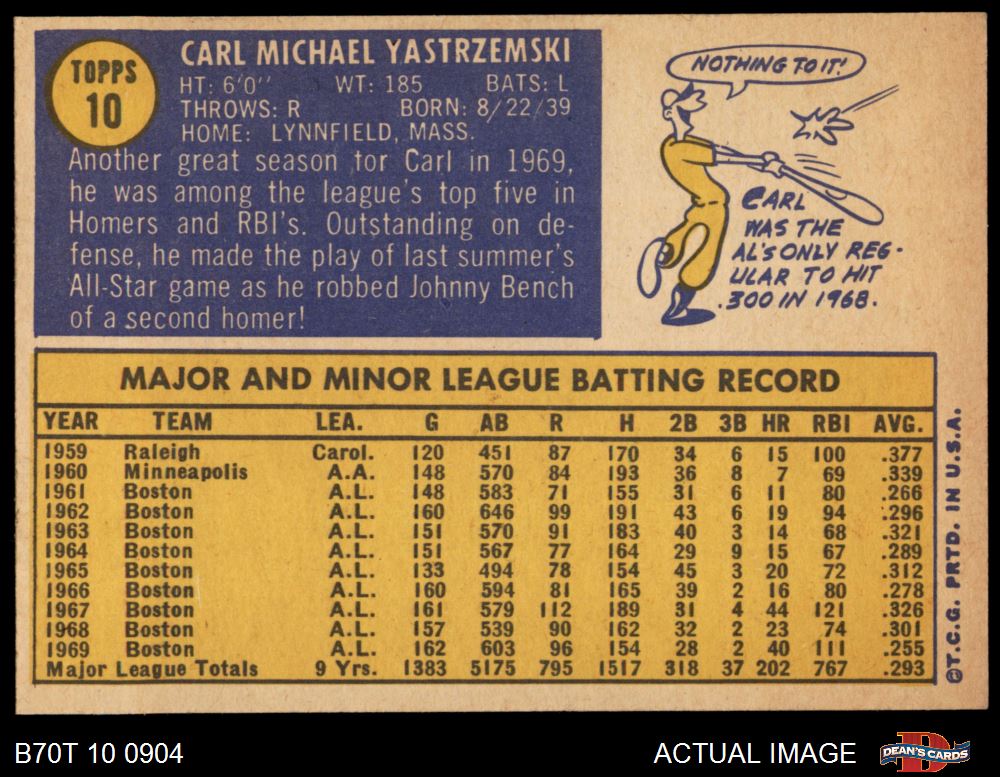 TOPPS
10
CARL MICHAEL YASTRZEMSKI
HT: 6'0" WT: 185 BATS: L
THROWS: R BORN: 8/22/39
HOME: LYNNFIELD, MASS.
Another great season for Carl in 1969,
he was among the league's top five in
Homers and RBI's. Outstanding on de-
fense, he made the play of last summer's
All-Star game as he robbed Johnny Bench
of a second homer!
NOTHING TO IT!
CARL
WAS THE
AL'S ONLY REG-
ULAR TO HIT
.300 IN 1968.
MAJOR AND MINOR LEAGUE BATTING RECORD
YEAR TEAM LEA. G AB R H 2B 3B HR RBI AVG.
1959 Raleigh Carol. 120 451 87 170 34 6 15 100 .377
1960 Minneapolis A.A. 148 570 84 193 36 8 7 69 .339
1961 Boston A.L. 148 583 71 155 31 6 11 80 .266
1962 Boston A.L. 160 646 99 191 43 6 19 94 .296
1963 Boston A.L. 151 570 91 183 40 3 14 68 .321
1964 Boston A.L. 151 567 77 164 29 9 15 67 .289
1965 Boston A.L. 133 494 78 154 45 3 20 72 .312
1966 Boston A.L. 160 594 81 165 39 2 16 80 .278
1967 Boston A.L. 161 579 112 189 31 4 44 121 .326
1968 Boston A.L. 157 539 90 162 32 2 23 74 .301
1969 Boston A.L. 162 603 96 154 28 2 40 111 .255
Major League Totals 9 Yrs. 1383 5175 795 1517 318 37 202 767 .293
©T.C.G. PRTD. IN U.S.A.
B70T 10 0904
ACTUAL IMAGE
D
DEAN'S CARDS